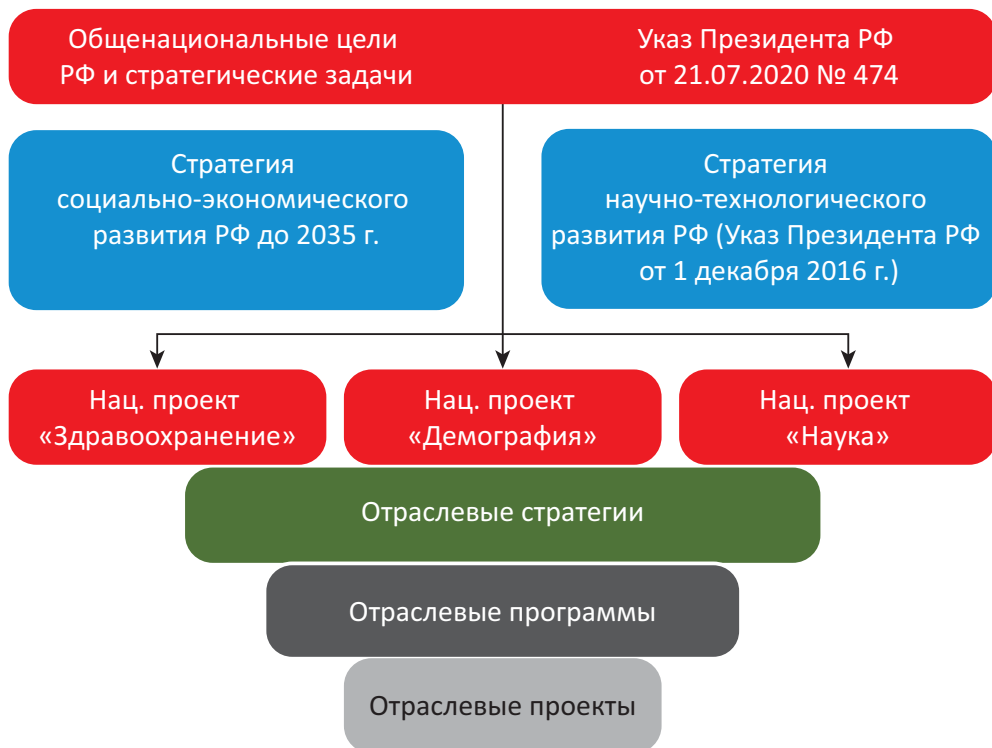 Общенациональные цели
РФ и стратегические задачи
Указ Президента РФ
от 21.07.2020 № 474
Стратегия
социально-экономического
развития РФ до 2035 г.
Стратегия
научно-технологического
развития РФ (Указ Президента РФ
от 1 декабря 2016 г.)
Нац. проект
«Здравоохранение»
Нац. проект
«Демография»
Нац. проект
«Наука»
Отраслевые стратегии
Отраслевые программы
Отраслевые проекты